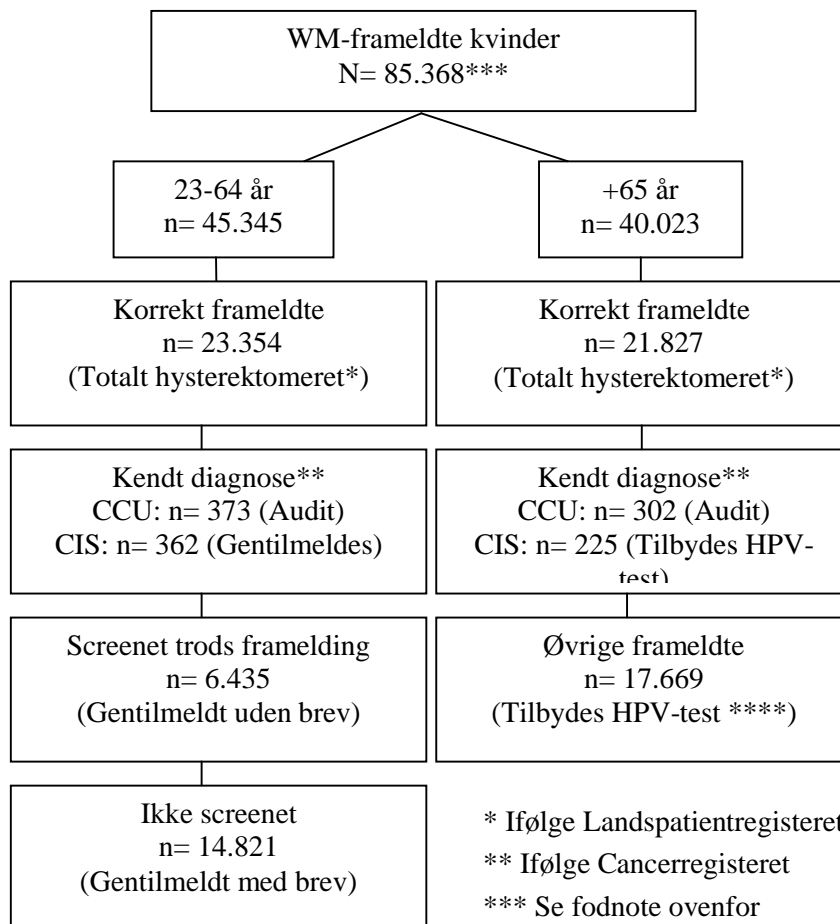 WM-frameldte kvinder
N= 85.368***
23-64 år
n= 45.345
+65 år
n= 40.023
Korrekt frameldte
n= 23.354
(Totalt hysterektomeret*)
Korrekt frameldte
n= 21.827
(Totalt hysterektomeret*)
Kendt diagnose**
CCU: n= 373 (Audit)
CIS: n= 362 (Gentilmeldes)
Kendt diagnose**
CCU: n= 302 (Audit)
CIS: n= 225 (Tilbydes HPV-
test)
Screenet trods framelding
n= 6.435
(Gentilmeldt uden brev)
Øvrige frameldte
n= 17.669
(Tilbydes HPV-test ****)
Ikke screenet
n= 14.821
(Gentilmeldt med brev)
* Ifølge Landspatientregisteret
** Ifølge Cancerregisteret
*** Se fodnote ovenfor